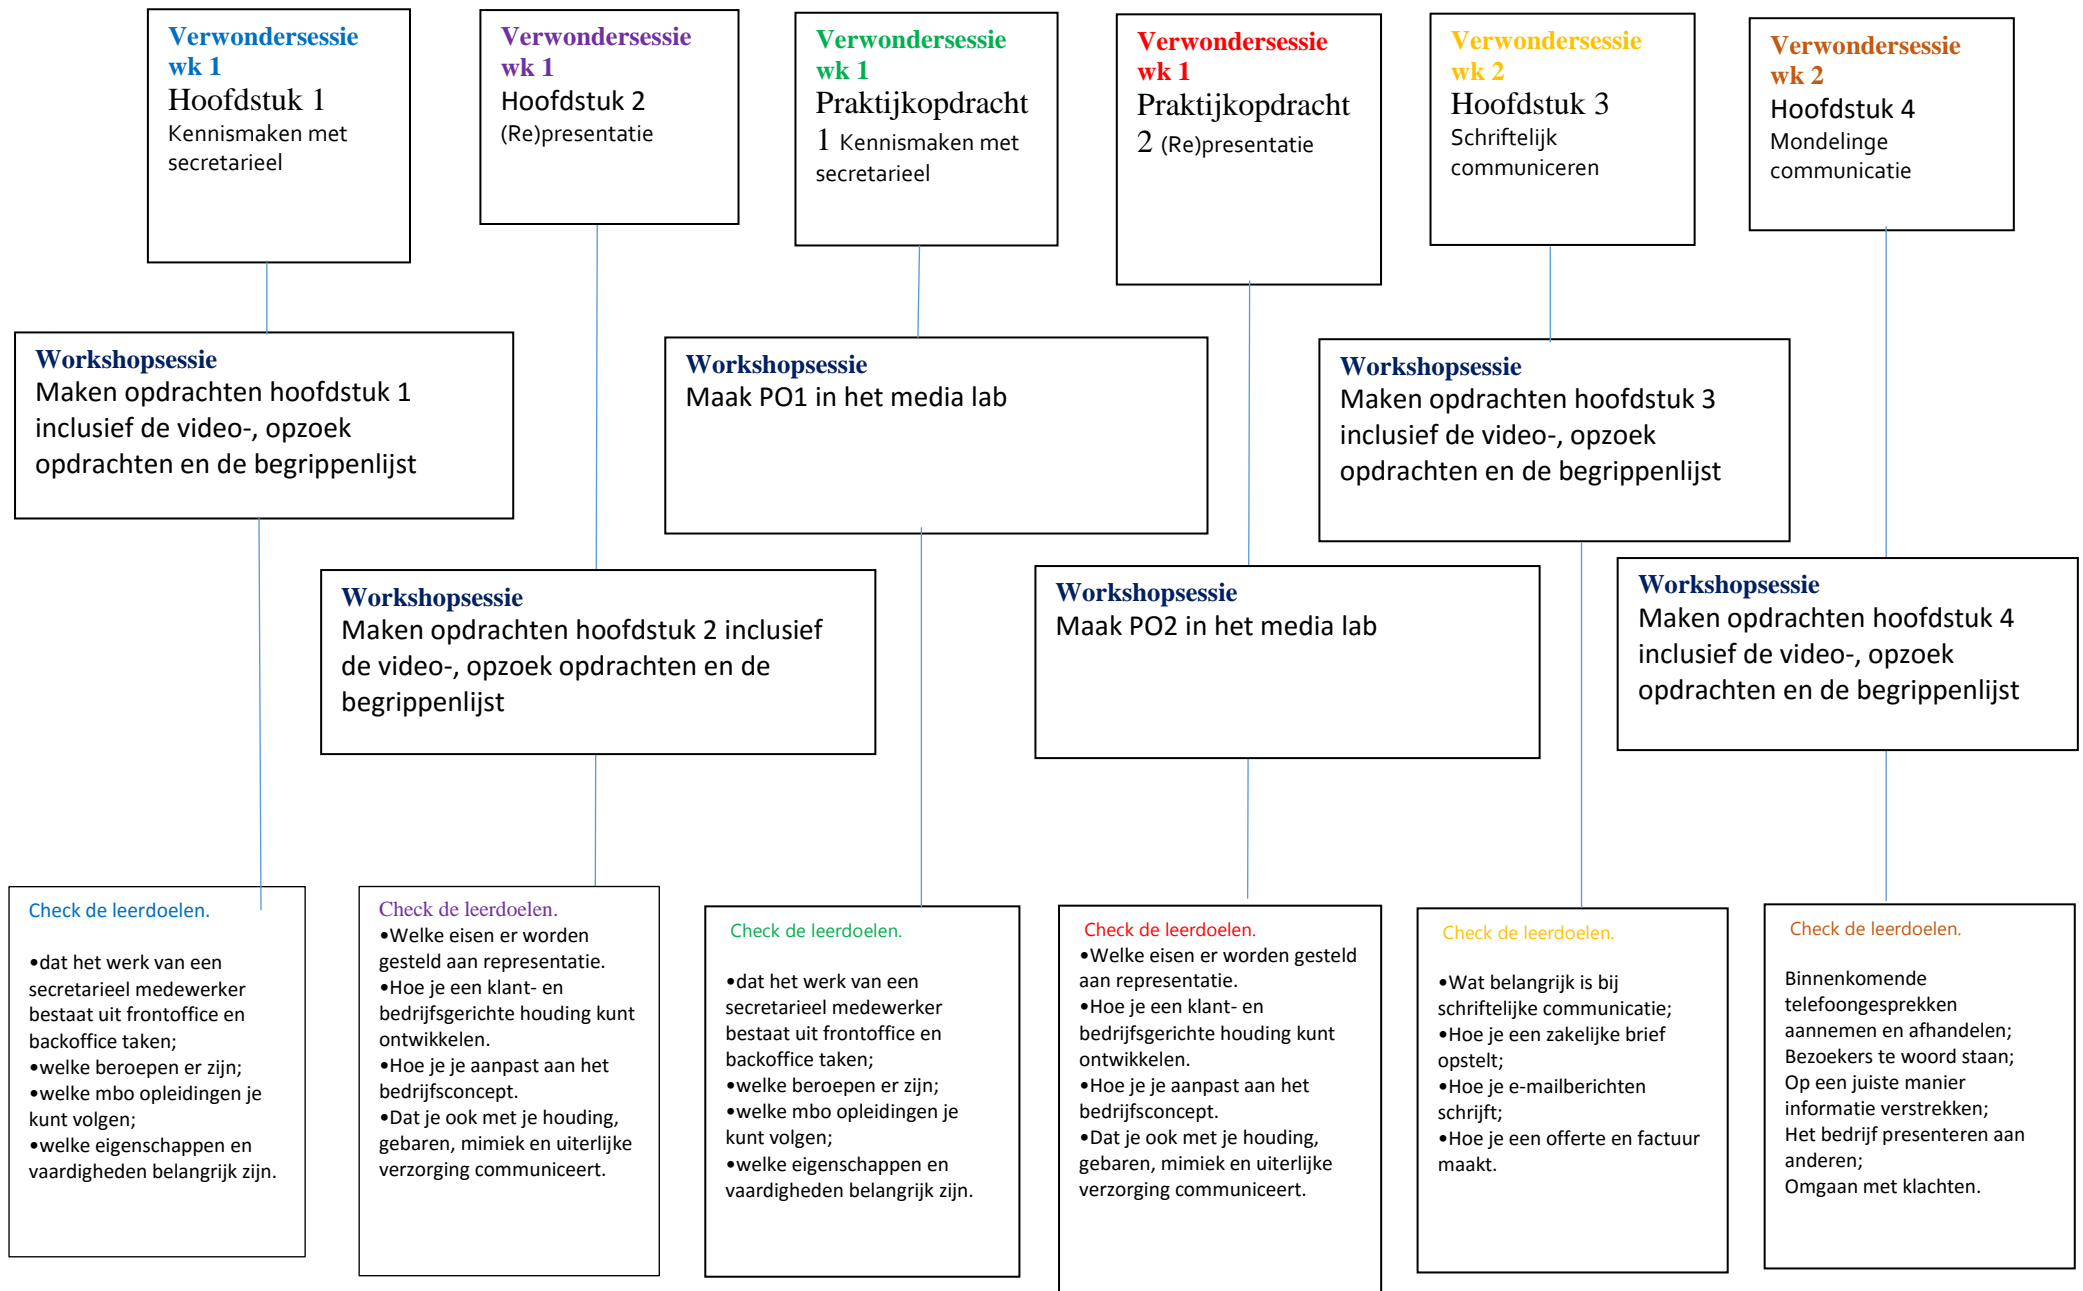 Verwondersessie
wk 1
Hoofdstuk 1
Kennismaken met
secretarieel
Verwondersessie
wk 1
Hoofdstuk 2
(Re)presentatie
Verwondersessie
wk 1
Praktijkopdracht
1 Kennismaken met
secretarieel
Verwondersessie
wk 1
Praktijkopdracht
2 (Re)presentatie
Verwondersessie
wk 2
Hoofdstuk 3
Schriftelijk
communiceren
Verwondersessie
wk 2
Hoofdstuk 4
Mondelinge
communicatie
Workshopsessie
Maken opdrachten hoofdstuk 1
inclusief de video-, opzoek
opdrachten en de begrippenlijst
Workshopsessie
Maak PO1 in het media lab
Workshopsessie
Maken opdrachten hoofdstuk 3
inclusief de video-, opzoek
opdrachten en de begrippenlijst
Workshopsessie
Maken opdrachten hoofdstuk 2 inclusief
de video-, opzoek opdrachten en de
begrippenlijst
Workshopsessie
Maak PO2 in het media lab
Workshopsessie
Maken opdrachten hoofdstuk 4
inclusief de video-, opzoek
opdrachten en de begrippenlijst
Check de leerdoelen.
•dat het werk van een
secretarieel medewerker
bestaat uit frontoffice en
backoffice taken;
•welke beroepen er zijn;
•welke mbo opleidingen je
kunt volgen;
•welke eigenschappen en
vaardigheden belangrijk zijn.
Check de leerdoelen.
•Welke eisen er worden
gesteld aan representatie.
•Hoe je een klant- en
bedrijfsgerichte houding kunt
ontwikkelen.
•Hoe je je aanpast aan het
bedrijfsconcept.
•Dat je ook met je houding,
gebaren, mimiek en uiterlijke
verzorging communiceert.
Check de leerdoelen.
•dat het werk van een
secretarieel medewerker
bestaat uit frontoffice en
backoffice taken;
•welke beroepen er zijn;
•welke mbo opleidingen je
kunt volgen;
•welke eigenschappen en
vaardigheden belangrijk zijn.
Check de leerdoelen.
•Welke eisen er worden gesteld
aan representatie.
•Hoe je een klant- en
bedrijfsgerichte houding kunt
ontwikkelen.
•Hoe je je aanpast aan het
bedrijfsconcept.
•Dat je ook met je houding,
gebaren, mimiek en uiterlijke
verzorging communiceert.
Check de leerdoelen.
•Wat belangrijk is bij
schriftelijke communicatie;
•Hoe je een zakelijke brief
opstelt;
•Hoe je e-mailberichten
schrijft;
•Hoe je een offerte en factuur
maakt.
Check de leerdoelen.
Binnenkomende
telefoongesprekken
aannemen en afhandelen;
Bezoekers te woord staan;
Op een juiste manier
informatie verstrekken;
Het bedrijf presenteren aan
anderen;
Omgaan met klachten.